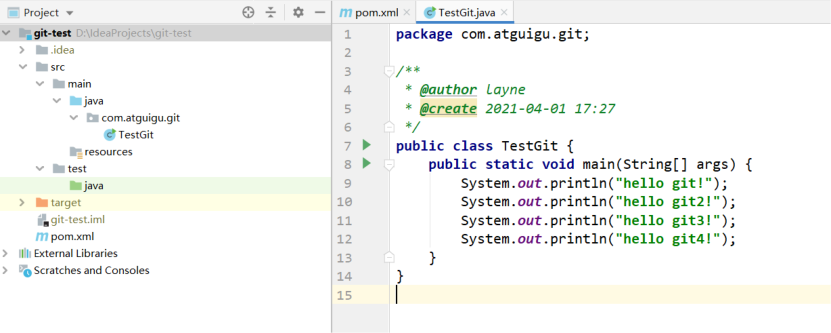 Project
git-test D:\IdeaProjects\git-test
.idea
src
main
java
com.atguigu.git
TestGit
resources
test
java
target
git-test.iml
pom.xml
External Libraries
Scratches and Consoles
pom.xml
TestGit.java
1 package com.atguigu.git;
2
3 /**
4 * @author layne
5 * @create 2021-04-01 17:27
6 */
7 public class TestGit {
8 public static void main(String[] args) {
9 System.out.println("hello git!");
10 System.out.println("hello git2!");
11 System.out.println("hello git3!");
12 System.out.println("hello git4!");
13 }
14 }
15